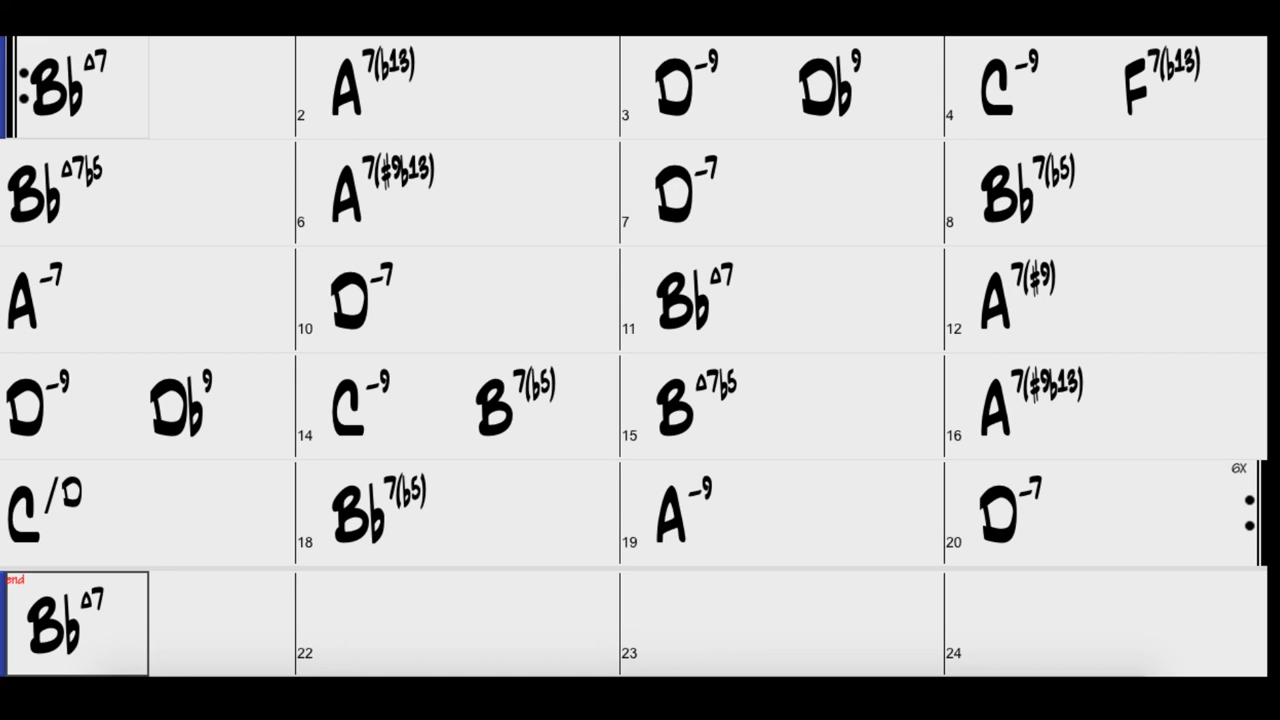 Bb△7 2 A7(b13) 3 D-9 Db9 4 C-9 F7(b13)
Bb△7b5 6 A7(#9b13) 7 D-7 8 Bb7(b5)
A-7 10 D-7 11 Bb△7 12 A7(#9)
D-9 Db9 14 C-9 B7(b5) 15 B△7b5 16 A7(#9b13)
6X
C/D 18 Bb7(b5) 19 A-9 20 D-7
end
Bb△7 22 23 24